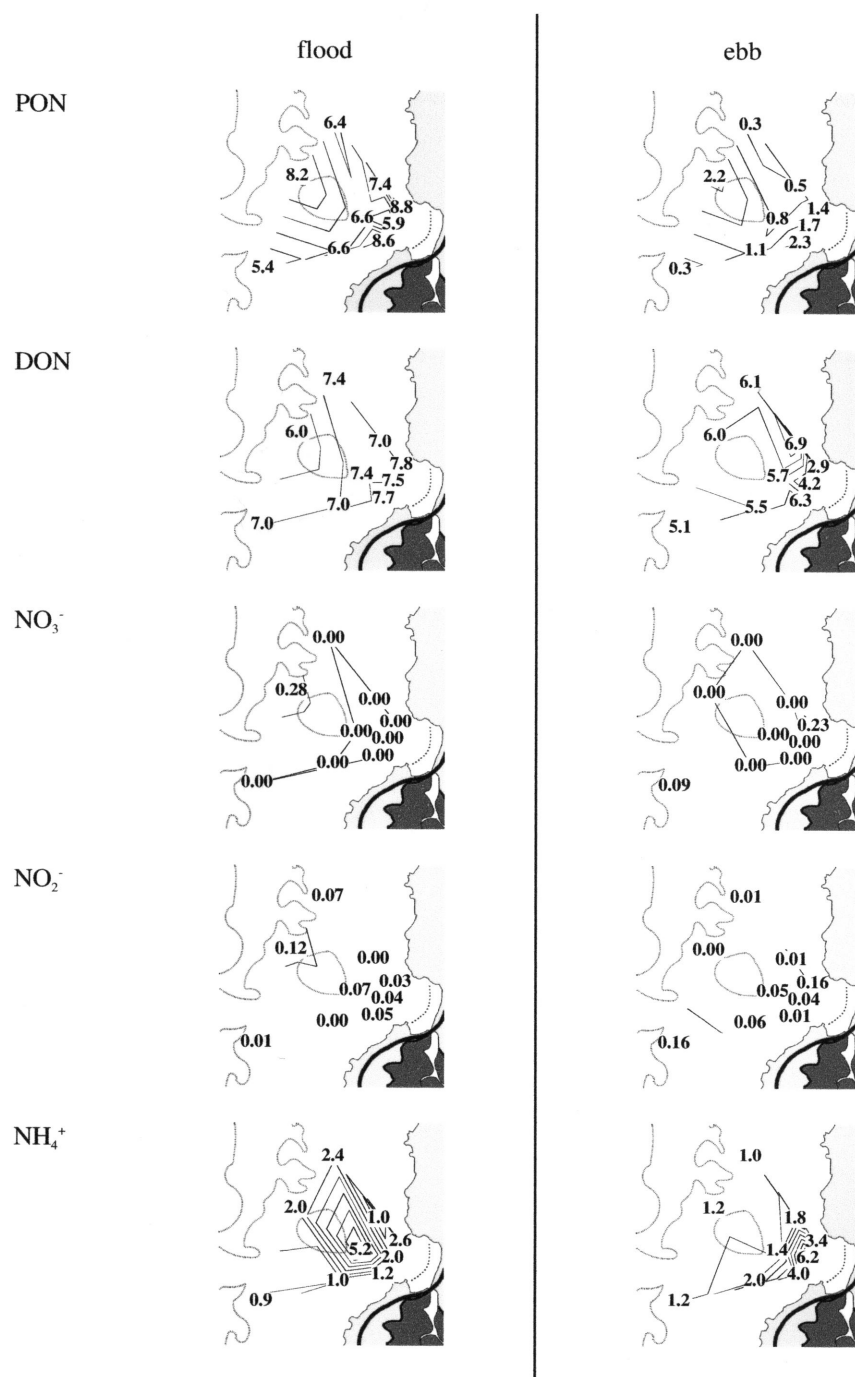 flood ebb
PON
6.4 0.3
8.2 7.4 2.2 0.5
8.8 1.4
6.6 5.9 0.8 1.7
6.6 8.6 1.1 2.3
5.4 0.3
DON
7.4 6.1
6.0 7.0 6.0 6.9
7.8 2.9
7.4 7.5 5.7 4.2
7.0 7.7 5.5 6.3
7.0 5.1
NO₃⁻
0.00 0.00
0.28 0.00 0.00 0.00
0.00 0.23
0.00 0.00 0.00 0.00
0.00 0.00 0.00 0.00
0.00 0.09
NO₂⁻
0.07 0.01
0.12 0.00 0.00 0.01
0.03 0.16
0.07 0.04 0.05 0.04
0.00 0.05 0.06 0.01
0.01 0.16
NH₄⁺
2.4 1.0
2.0 1.0 1.2 1.8
2.6 3.4
5.2 2.0 1.4 6.2
1.0 1.2 2.0 4.0
0.9 1.2